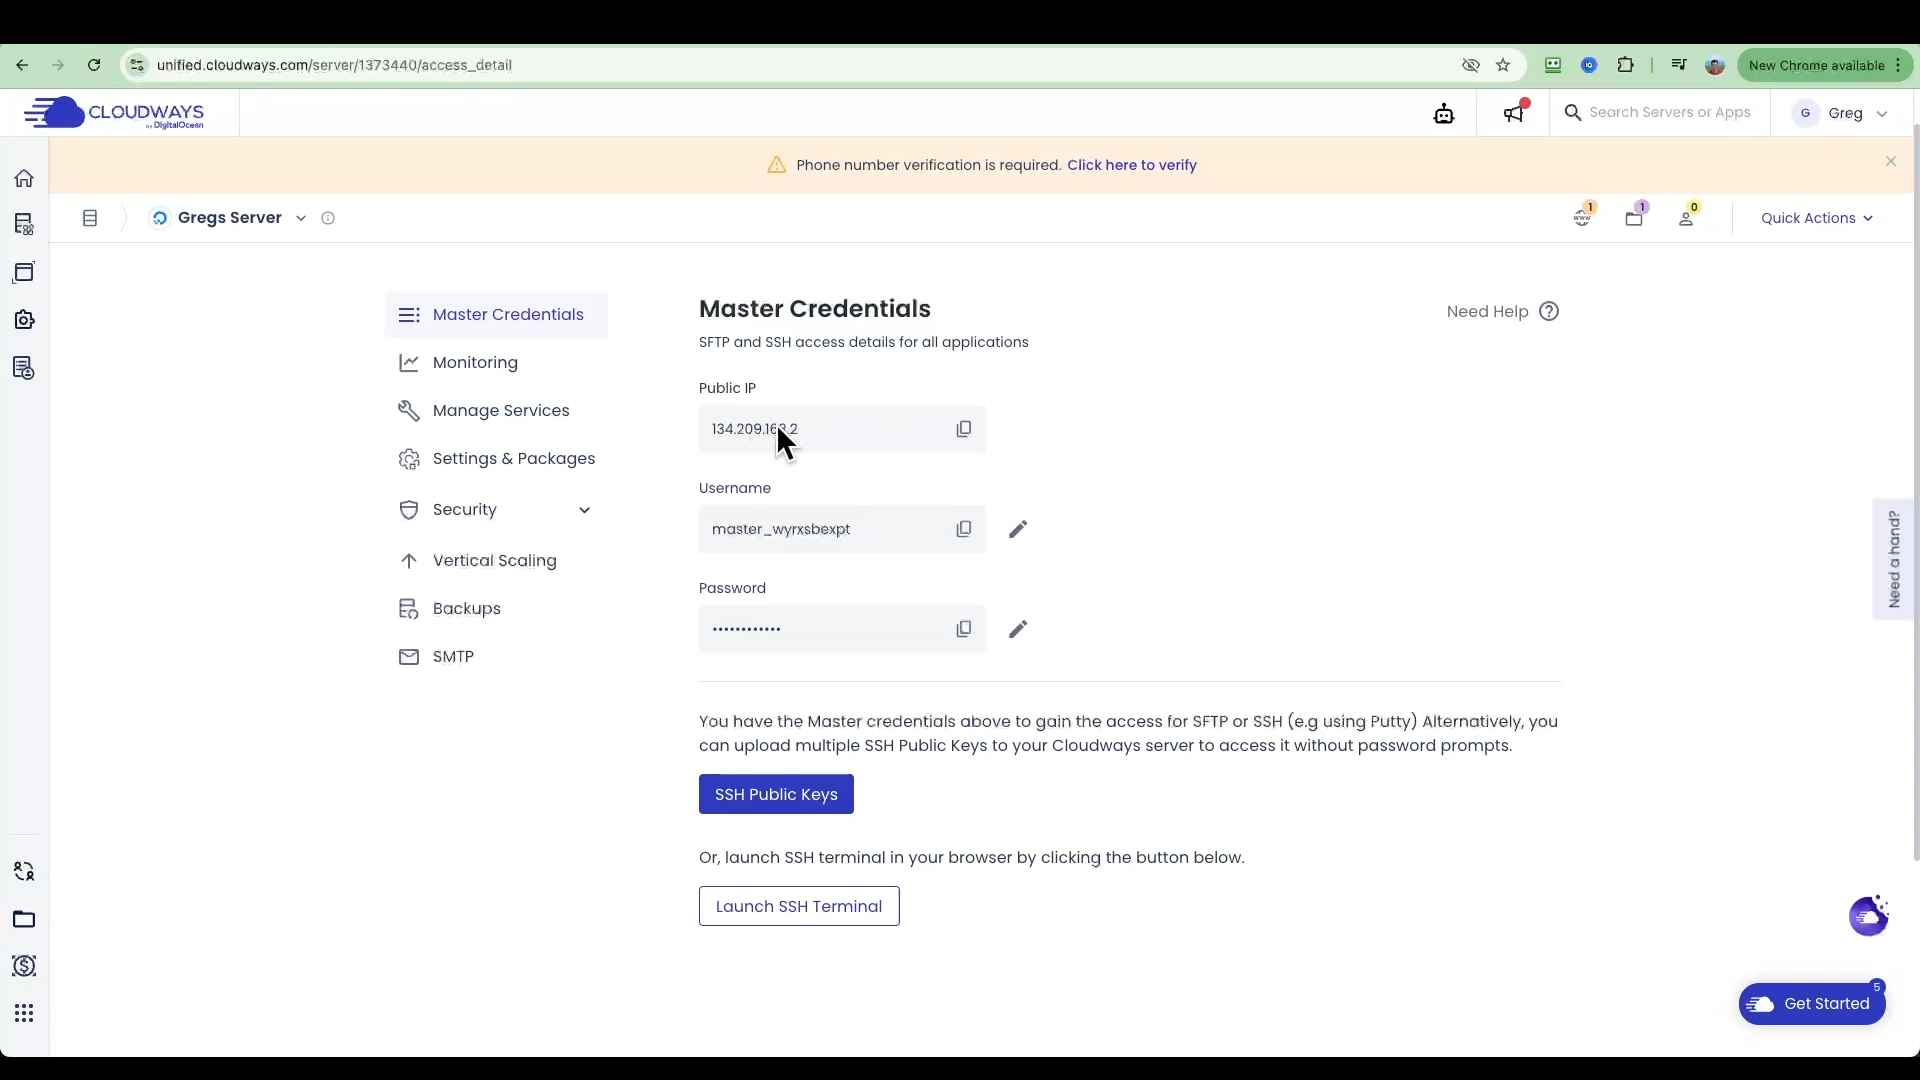 unified.cloudways.com/server/1373440/access_detail
New Chrome available
CLOUDWAYS
by DigitalOcean
Search Servers or Apps
G
Greg
Phone number verification is required. Click here to verify
Gregs Server
1
1
0
Quick Actions
Master Credentials
Monitoring
Manage Services
Settings & Packages
Security
Vertical Scaling
Backups
SMTP
Master Credentials
Need Help
SFTP and SSH access details for all applications
Public IP
Username
master_wyrxsbexpt
Password
••••••••••••
You have the Master credentials above to gain the access for SFTP or SSH (e.g using Putty) Alternatively, you
can upload multiple SSH Public Keys to your Cloudways server to access it without password prompts.
SSH Public Keys
Or, launch SSH terminal in your browser by clicking the button below.
Launch SSH Terminal
Need a hand?
5
Get Started